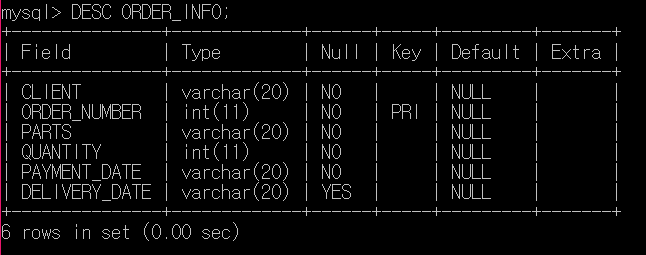 mysql> DESC ORDER_INFO;
+---------------+-------------+------+-----+---------+-------+
| Field         | Type        | Null | Key | Default | Extra |
+---------------+-------------+------+-----+---------+-------+
| CLIENT        | varchar(20) | NO   |     | NULL    |       |
| ORDER_NUMBER  | int(11)     | NO   | PRI | NULL    |       |
| PARTS         | varchar(20) | NO   |     | NULL    |       |
| QUANTITY      | int(11)     | NO   |     | NULL    |       |
| PAYMENT_DATE  | varchar(20) | NO   |     | NULL    |       |
| DELIVERY_DATE | varchar(20) | YES  |     | NULL    |       |
+---------------+-------------+------+-----+---------+-------+
6 rows in set (0.00 sec)